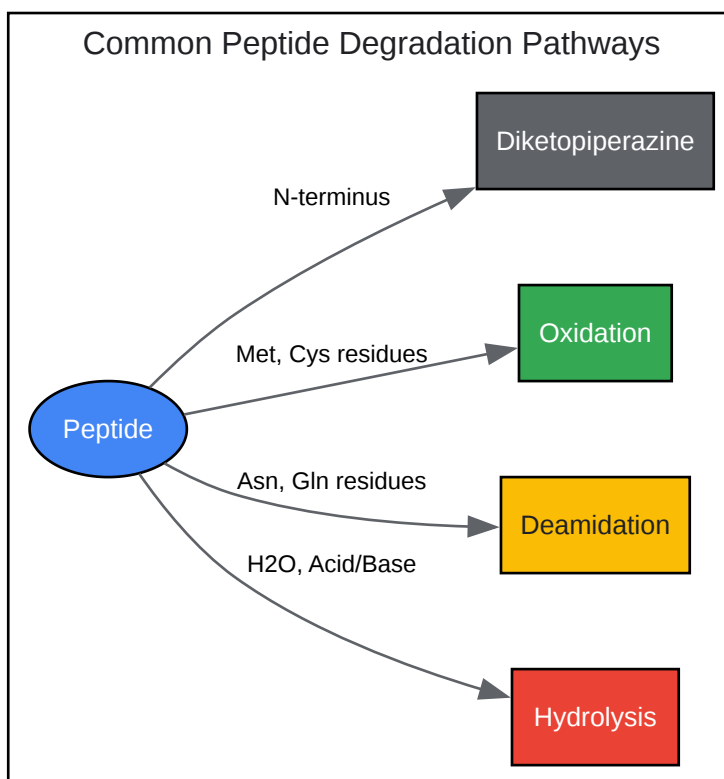 Common Peptide Degradation Pathways
Diketopiperazine
N-terminus
Oxidation
Met, Cys residues
Peptide
Asn, Gln residues
Deamidation
H2O, Acid/Base
Hydrolysis